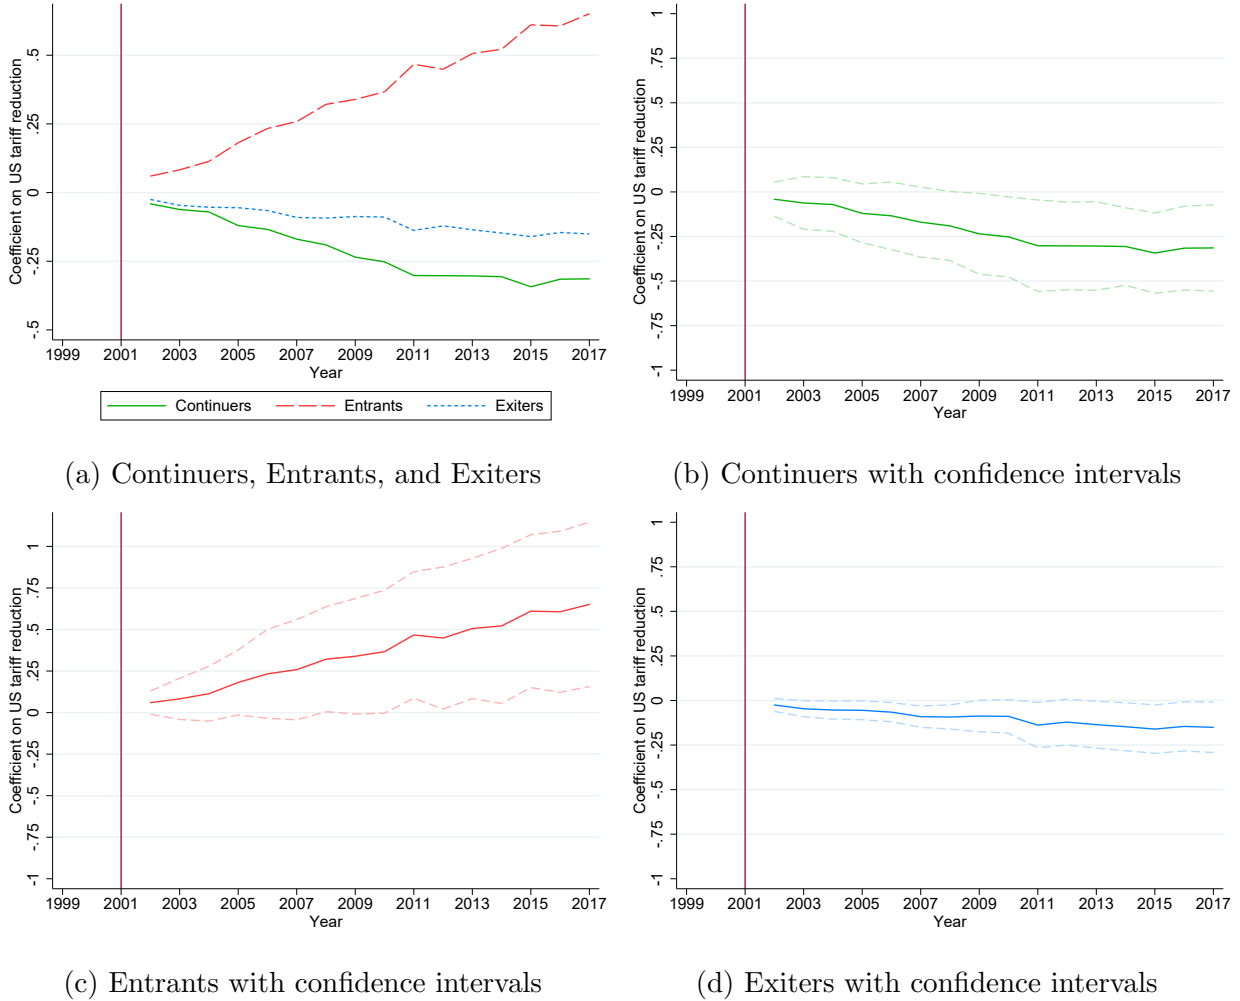 Coefficient on US tariff reduction
.5
.25
0
-.25
-.5
1999 2001 2003 2005 2007 2009 2011 2013 2015 2017
Year
Continuers Entrants Exiters
(a) Continuers, Entrants, and Exiters
Coefficient on US tariff reduction
1
.75
.5
.25
0
-.25
-.5
-.75
-1
1999 2001 2003 2005 2007 2009 2011 2013 2015 2017
Year
(b) Continuers with confidence intervals
Coefficient on US tariff reduction
1
.75
.5
.25
0
-.25
-.5
-.75
-1
1999 2001 2003 2005 2007 2009 2011 2013 2015 2017
Year
(c) Entrants with confidence intervals
Coefficient on US tariff reduction
1
.75
.5
.25
0
-.25
-.5
-.75
-1
1999 2001 2003 2005 2007 2009 2011 2013 2015 2017
Year
(d) Exiters with confidence intervals